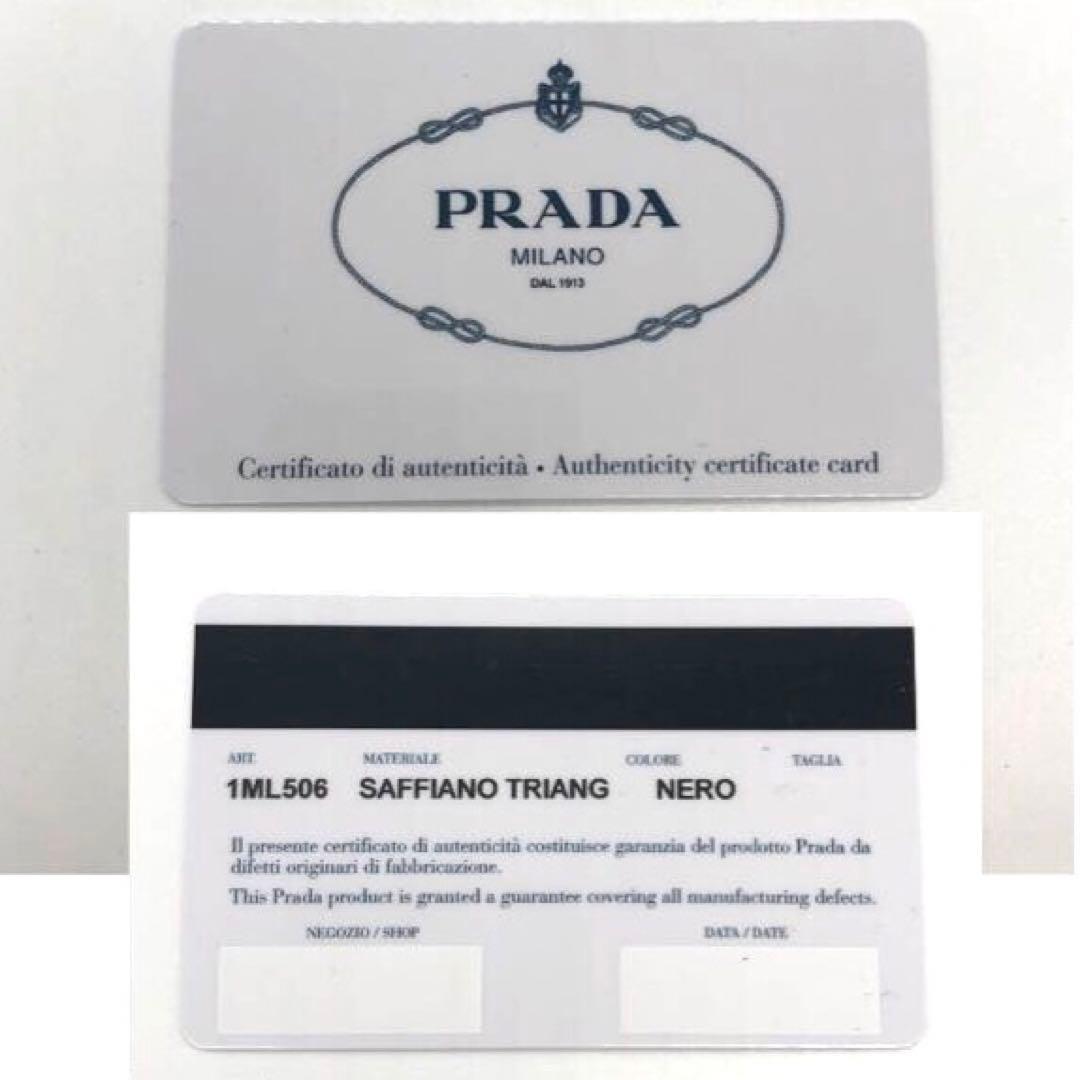 PRADA
MILANO
DAL 1913
Certificato di autenticità • Authenticity certificate card
ART. MATERIALE COLORE TAGLIA
1ML506 SAFFIANO TRIANG NERO
Il presente certificato di autenticità costituisce garanzia del prodotto Prada da
difetti originari di fabbricazione.
This Prada product is granted a guarantee covering all manufacturing defects.
NEGOZIO / SHOP DATA / DATE